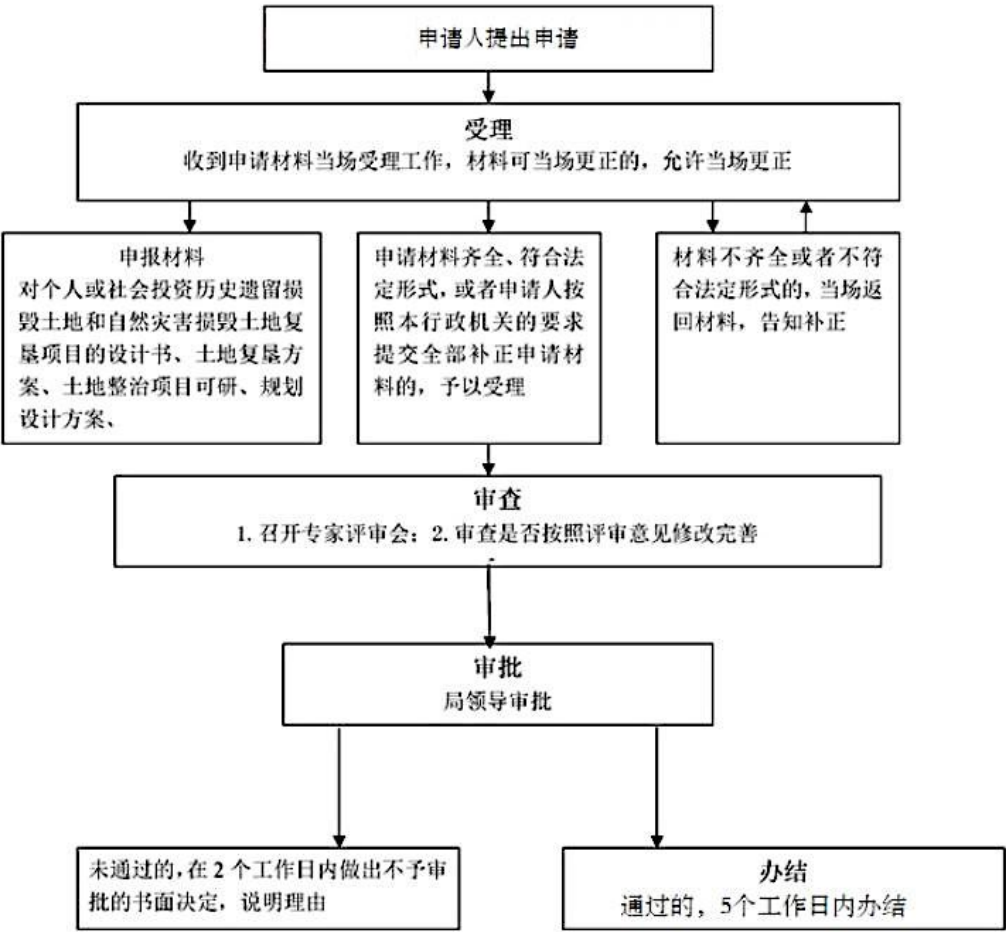 申请人提出申请
受理
收到申请材料当场受理工作，材料可当场更正的，允许当场更正
申报材料
对个人或社会投资历史遗留损
毁土地和自然灾害损毁土地复
垦项目的设计书、土地复垦方
案、土地整治项目可研、规划
设计方案、
申请材料齐全、符合法
定形式，或者申请人按
照本行政机关的要求
提交全部补正申请材
料的，予以受理
材料不齐全或者不符
合法定形式的，当场返
回材料，告知补正
审查
1. 召开专家评审会；2. 审查是否按照评审意见修改完善
审批
局领导审批
未通过的，在 2 个工作日内做出不予审
批的书面决定，说明理由
办结
通过的，5个工作日内办结